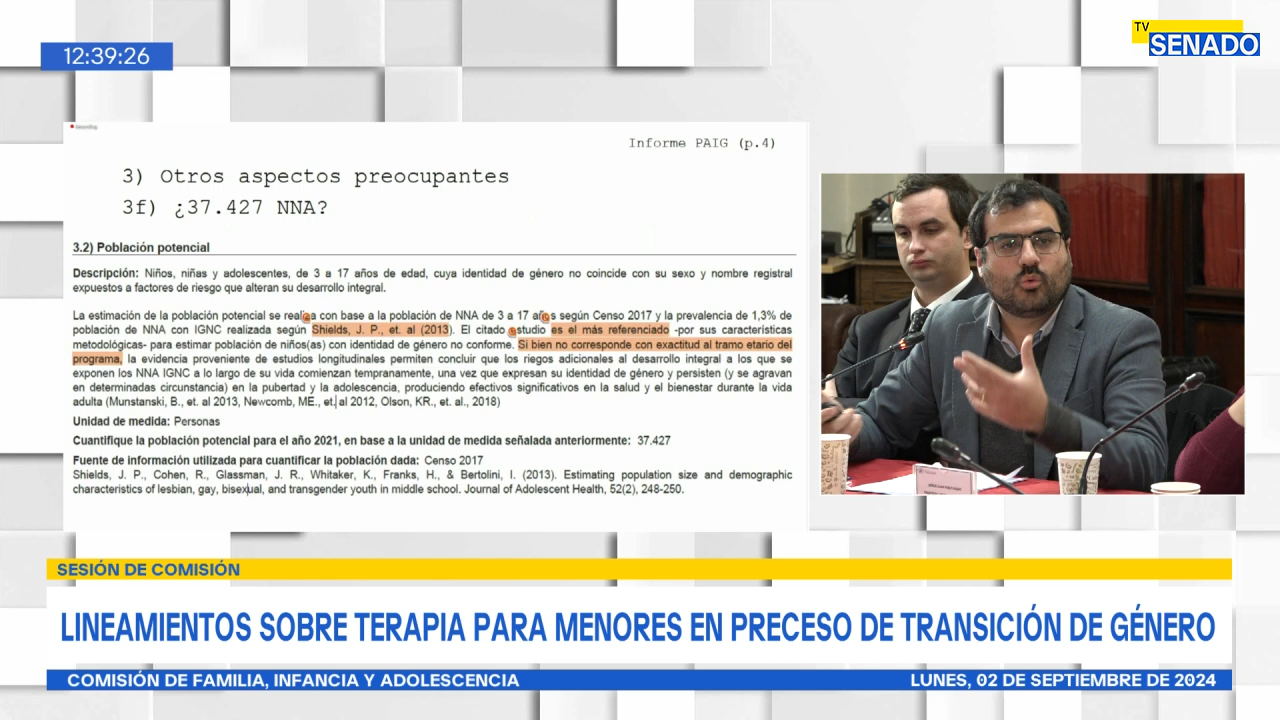 12:39:26
TV
SENADO
Informe PAIG (p.4)
3) Otros aspectos preocupantes
3f) ¿37.427 NNA?
3.2) Población potencial
Descripción: Niños, niñas y adolescentes, de 3 a 17 años de edad, cuya identidad de género no coincide con su sexo y nombre registral
expuestos a factores de riesgo que alteran su desarrollo integral.
La estimación de la población potencial se realiza con base a la población de NNA de 3 a 17 años según Censo 2017 y la prevalencia de 1,3% de
población de NNA con IGNC realizada según Shields, J. P., et. al (2013). El citado estudio es el más referenciado -por sus características
metodológicas- para estimar población de niños(as) con identidad de género no conforme. Si bien no corresponde con exactitud al tramo etario del
programa, la evidencia proveniente de estudios longitudinales permiten concluir que los riegos adicionales al desarrollo integral a los que se
exponen los NNA IGNC a lo largo de su vida comienzan tempranamente, una vez que expresan su identidad de género y persisten (y se agravan
en determinadas circunstancia) en la pubertad y la adolescencia, produciendo efectivos significativos en la salud y el bienestar durante la vida
adulta (Munstanski, B., et. al 2013, Newcomb, ME., et. al 2012, Olson, KR., et. al., 2018)
Unidad de medida: Personas
Cuantifique la población potencial para el año 2021, en base a la unidad de medida señalada anteriormente: 37.427
Fuente de información utilizada para cuantificar la población dada: Censo 2017
Shields, J. P., Cohen, R., Glassman, J. R., Whitaker, K., Franks, H., & Bertolini, I. (2013). Estimating population size and demographic
characteristics of lesbian, gay, bisexual, and transgender youth in middle school. Journal of Adolescent Health, 52(2), 248-250.
SESIÓN DE COMISIÓN
LINEAMIENTOS SOBRE TERAPIA PARA MENORES EN PRECESO DE TRANSICIÓN DE GÉNERO
COMISIÓN DE FAMILIA, INFANCIA Y ADOLESCENCIA
LUNES, 02 DE SEPTIEMBRE DE 2024